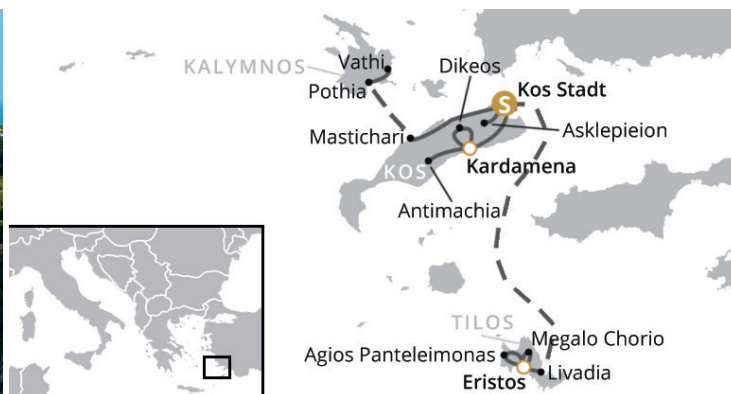 KALYMNOS
Vathi
Pothia
Dikeos
S
Kos Stadt
Mastichari
Asklepieion
Kardamena
KOS
Antimachia
TILOS
Megalo Chorio
Agios Panteleimonas
Livadia
Eristos